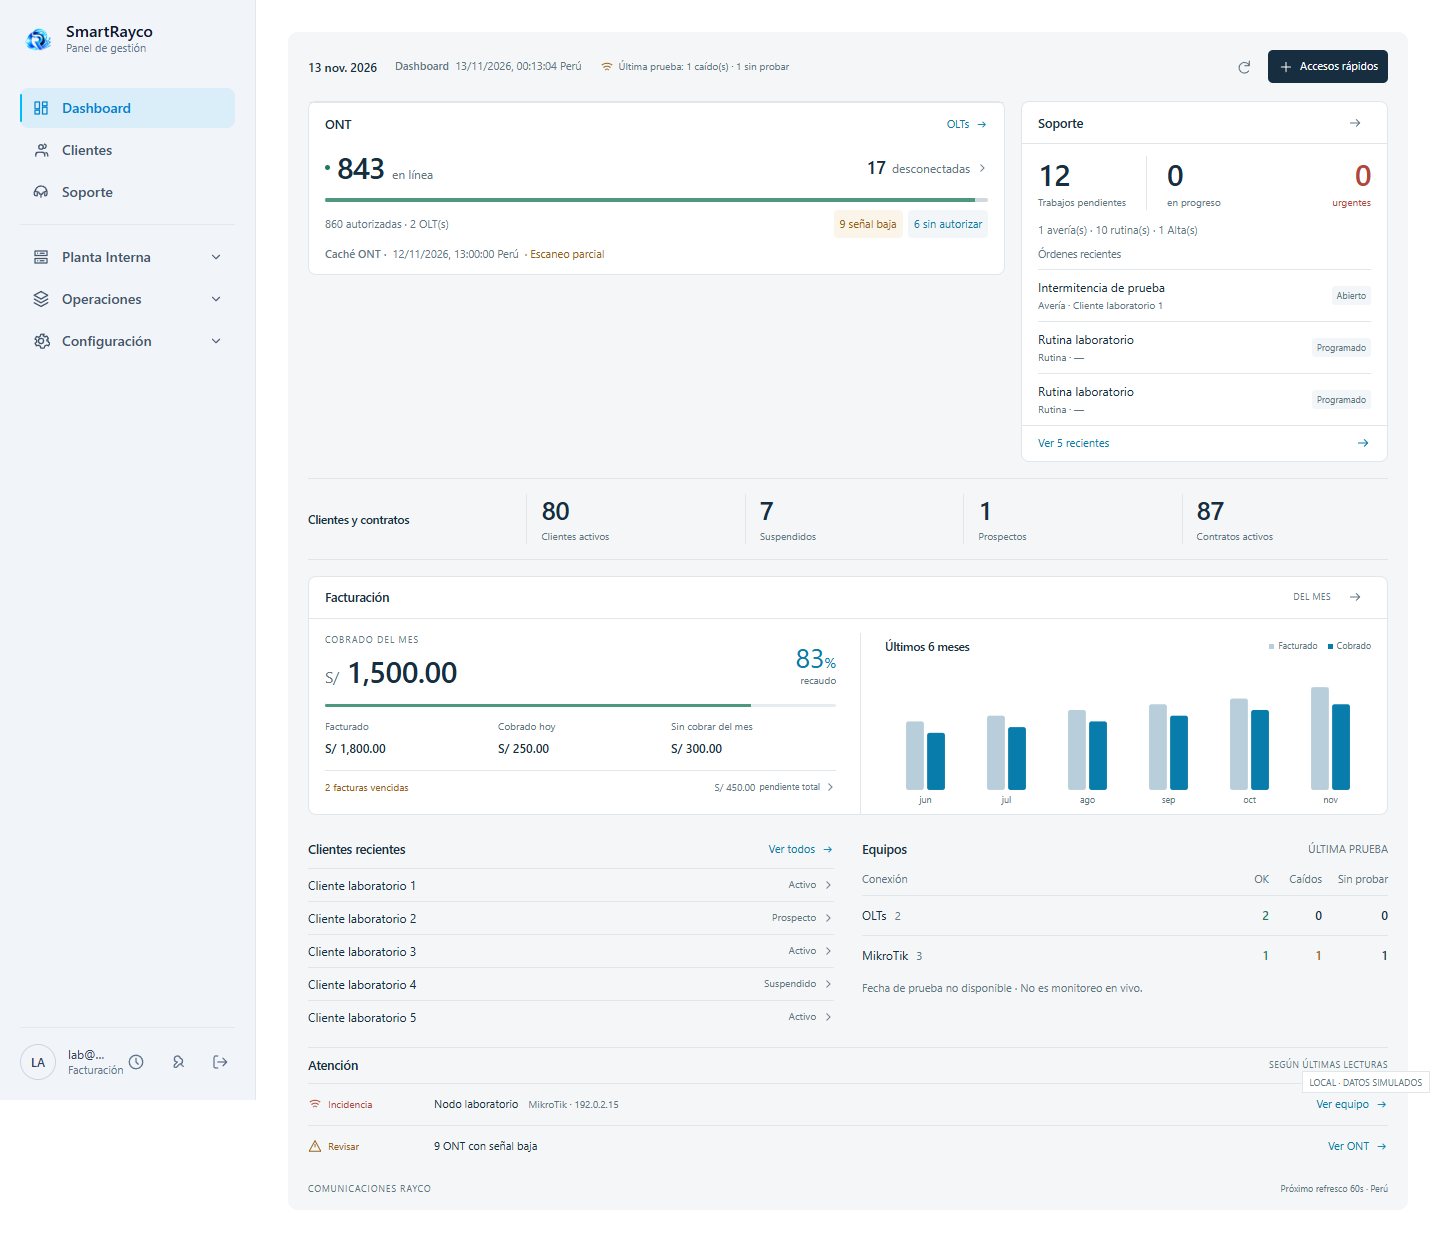 SmartRayco
Panel de gestión
Dashboard
Clientes
Soporte
Planta Interna
Operaciones
Configuración
LA
lab@...
Facturación
13 nov. 2026
Dashboard 13/11/2026, 00:13:04 Perú
Última prueba: 1 caído(s) · 1 sin probar
Accesos rápidos
ONT
OLTs
843 en línea
17 desconectadas
860 autorizadas · 2 OLT(s)
9 señal baja
6 sin autorizar
Caché ONT · 12/11/2026, 13:00:00 Perú · Escaneo parcial
Soporte
12
Trabajos pendientes
0
en progreso
0
urgentes
1 avería(s) · 10 rutina(s) · 1 Alta(s)
Órdenes recientes
Intermitencia de prueba
Avería · Cliente laboratorio 1
Abierto
Rutina laboratorio
Rutina · —
Programado
Rutina laboratorio
Rutina · —
Programado
Ver 5 recientes
Clientes y contratos
80
Clientes activos
7
Suspendidos
1
Prospectos
87
Contratos activos
Facturación
DEL MES
COBRADO DEL MES
S/ 1,500.00
83%
recaudo
Facturado
S/ 1,800.00
Cobrado hoy
S/ 250.00
Sin cobrar del mes
S/ 300.00
2 facturas vencidas
S/ 450.00 pendiente total
Últimos 6 meses
Facturado
Cobrado
jun
jul
ago
sep
oct
nov
Clientes recientes
Ver todos
Cliente laboratorio 1
Activo
Cliente laboratorio 2
Prospecto
Cliente laboratorio 3
Activo
Cliente laboratorio 4
Suspendido
Cliente laboratorio 5
Activo
Equipos
ÚLTIMA PRUEBA
Conexión OK Caídos Sin probar
OLTs 2 2 0 0
MikroTik 3 1 1 1
Fecha de prueba no disponible · No es monitoreo en vivo.
Atención
SEGÚN ÚLTIMAS LECTURAS
LOCAL · DATOS SIMULADOS
Incidencia
Nodo laboratorio MikroTik · 192.0.2.15
Ver equipo
Revisar
9 ONT con señal baja
Ver ONT
COMUNICACIONES RAYCO
Próximo refresco 60s · Perú